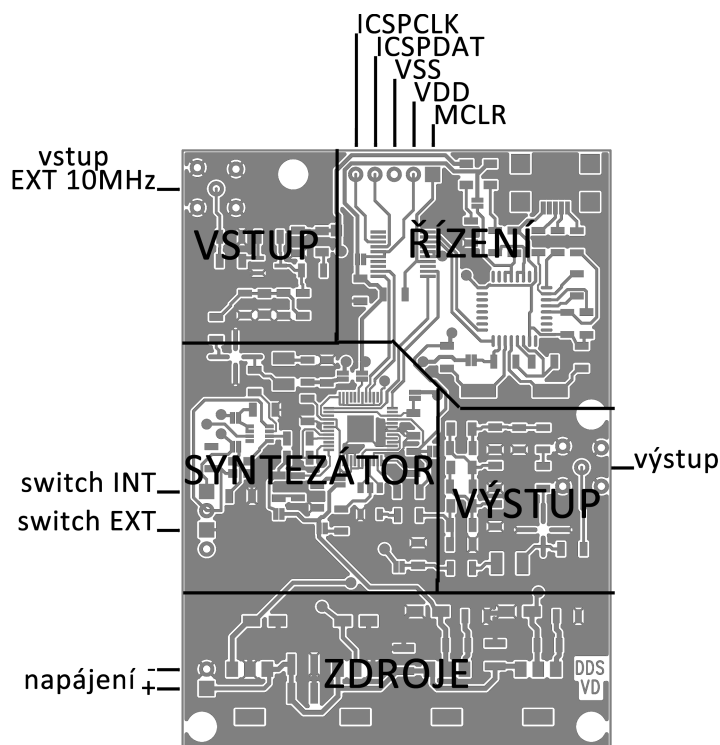 ICSPCLK
ICSPDAT
VSS
VDD
MCLR
vstup
EXT 10MHz
VSTUP
ŘÍZENÍ
SYNTEZÁTOR
výstup
switch INT
VÝSTUP
switch EXT
ZDROJE
-
napájení +
DDS
VD